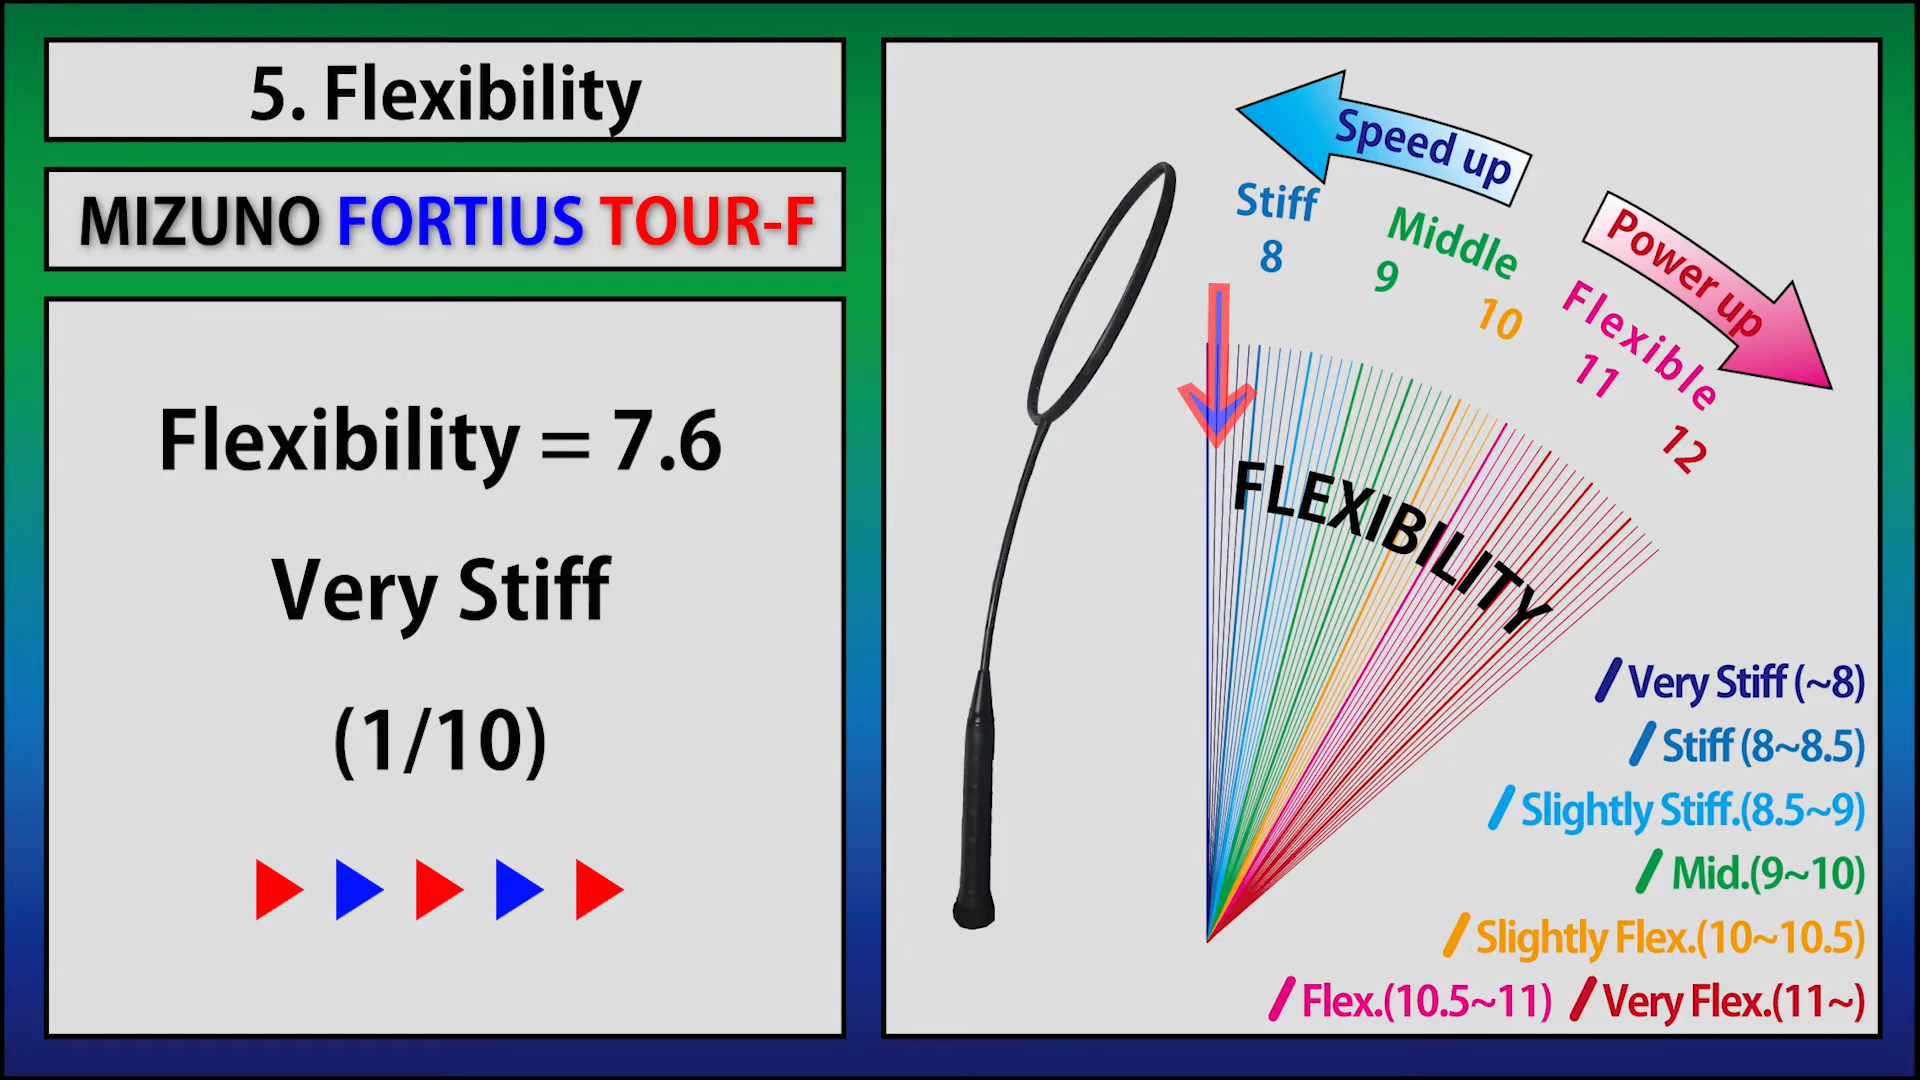 5. Flexibility
MIZUNO FORTIUS TOUR-F
Flexibility = 7.6
Very Stiff
(1/10)
Speed up
Power up
Stiff
Middle
Flexible
8
9
10
11
12
FLEXIBILITY
Very Stiff (~8)
Stiff (8~8.5)
Slightly Stiff.(8.5~9)
Mid.(9~10)
Slightly Flex.(10~10.5)
Flex.(10.5~11) Very Flex.(11~)